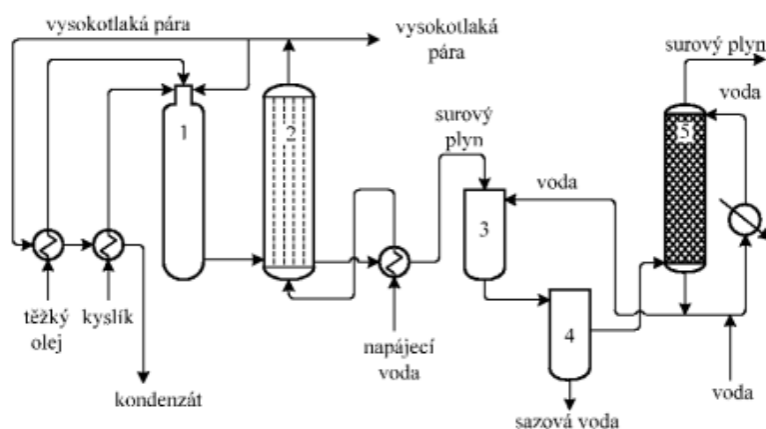 vysokotlaká pára
vysokotlaká
pára
surový plyn
voda
1
2
5
surový
plyn
voda
3
4
těžký
olej
kyslík
napájecí
voda
kondenzát
sazová voda
voda